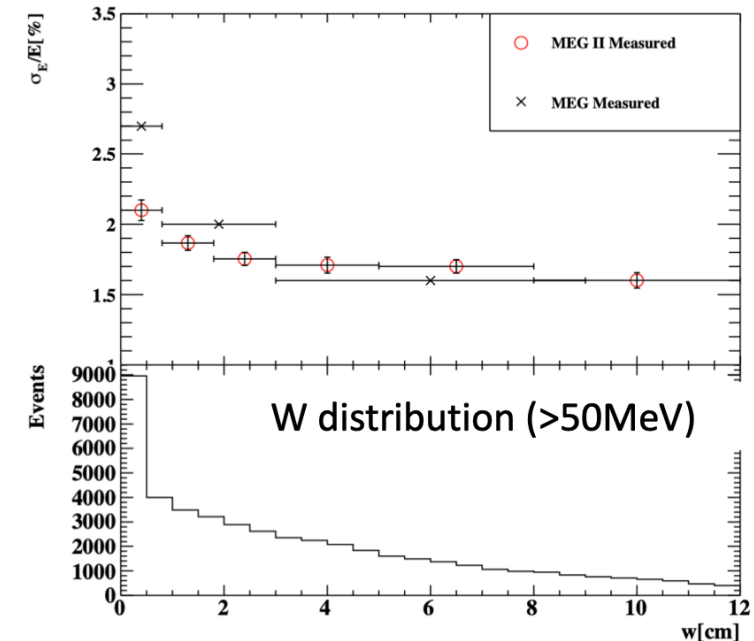 σ_E/E[%]
3.5
3
2.5
2
1.5
1
MEG II Measured
MEG Measured
Events
9000
8000
7000
6000
5000
4000
3000
2000
1000
0
W distribution (>50MeV)
0 2 4 6 8 10 12
w[cm]